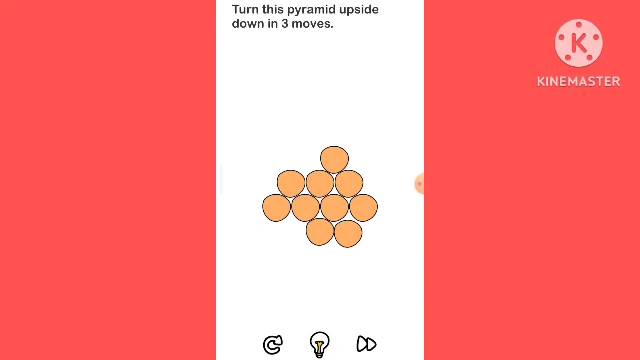 Turn this pyramid upside
down in 3 moves.
K
KINEMASTER